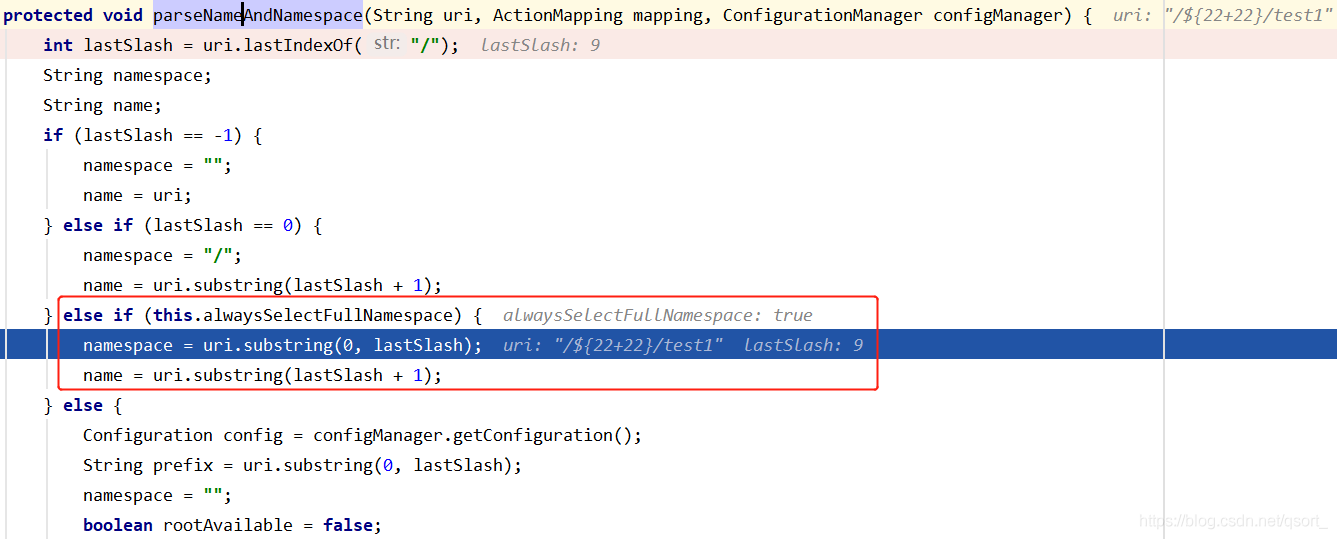 protected void parseNameAndNamespace(String uri, ActionMapping mapping, ConfigurationManager configManager) { uri: "/${22+22}/test1"
int lastSlash = uri.lastIndexOf( str: "/"); lastSlash: 9
String namespace;
String name;
if (lastSlash == -1) {
namespace = "";
name = uri;
} else if (lastSlash == 0) {
namespace = "/";
name = uri.substring(lastSlash + 1);
} else if (this.alwaysSelectFullNamespace) { alwaysSelectFullNamespace: true
namespace = uri.substring(0, lastSlash); uri: "/${22+22}/test1" lastSlash: 9
name = uri.substring(lastSlash + 1);
} else {
Configuration config = configManager.getConfiguration();
String prefix = uri.substring(0, lastSlash);
namespace = "";
boolean rootAvailable = false;
https://blog.csdn.net/qsort_